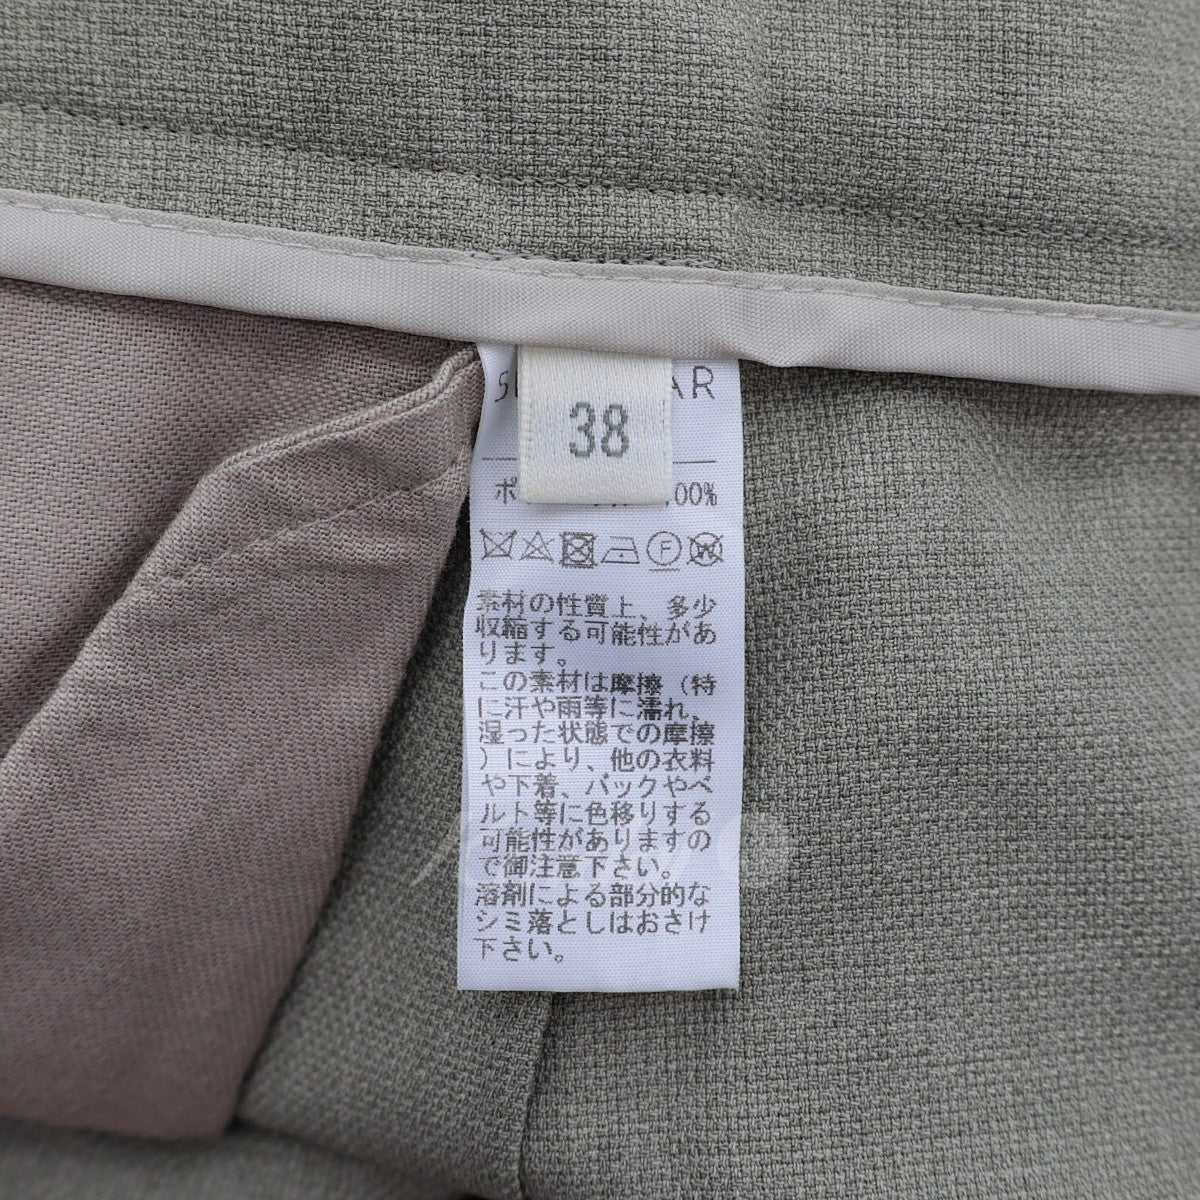 38
00%
素材の性質上、多少
収縮する可能性があ
ります。
この素材は摩擦(特
に汗や雨等に濡れ、
湿った状態での摩擦
)により、他の衣料
や下着、バックやベ
ルト等に色移りする
可能性がありますの
で御注意下さい。
溶剤による部分的な
シミ落としはおさけ
下さい。